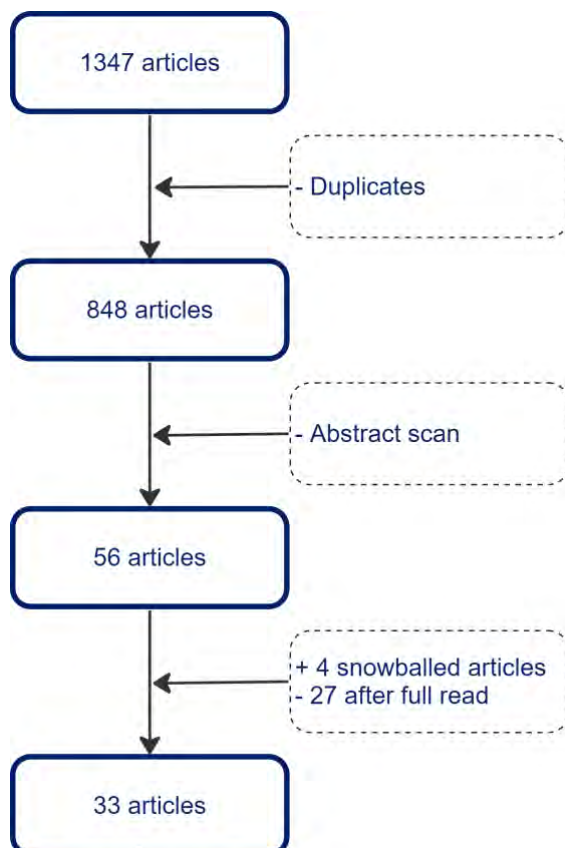 1347 articles
- Duplicates
848 articles
- Abstract scan
56 articles
+ 4 snowballed articles
- 27 after full read
33 articles